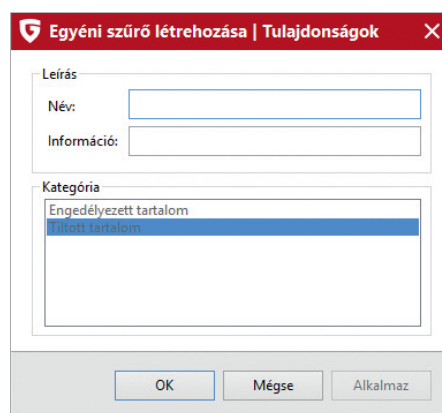 Egyéni szűrő létrehozása | Tulajdonságok
Leírás
Név:
Információ:
Kategória
Engedélyezett tartalom
Tiltott tartalom
OK Mégse Alkalmaz